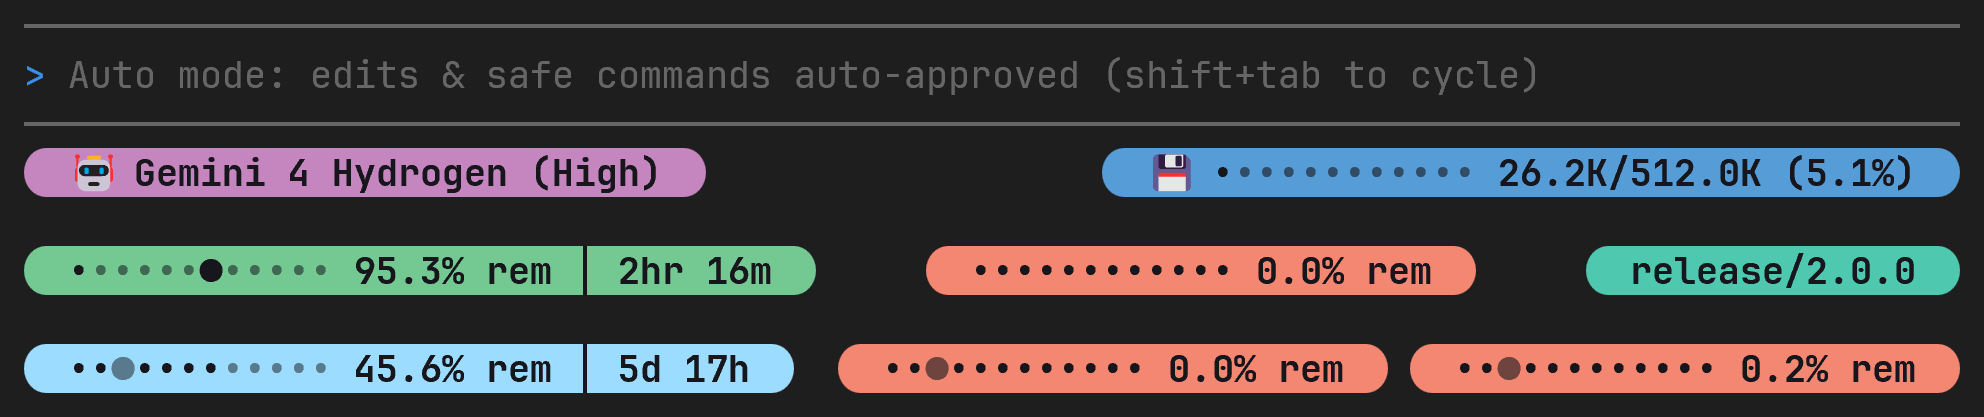 > Auto mode: edits & safe commands auto-approved (shift+tab to cycle)
Gemini 4 Hydrogen (High) 26.2K/512.0K (5.1%)
95.3% rem 2hr 16m 0.0% rem release/2.0.0
45.6% rem 5d 17h 0.0% rem 0.2% rem